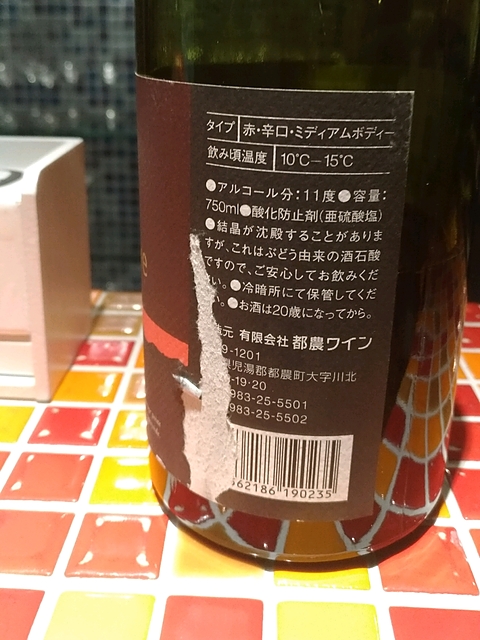 タイプ 赤・辛口・ミディアムボディー
飲み頃温度 10℃－15℃
●アルコール分：11度●容量：
750ml●酸化防止剤(亜硫酸塩)
●結晶が沈殿することがありま
すが、これはぶどう由来の酒石酸
ですので、ご安心してお飲みくだ
い。●冷暗所にて保管してくだ
い。●お酒は20歳になってから。
元 有限会社 都農ワイン
9-1201
県児湯郡都農町大字川北
-19-20
983-25-5501
983-25-5502
562186 190235
e